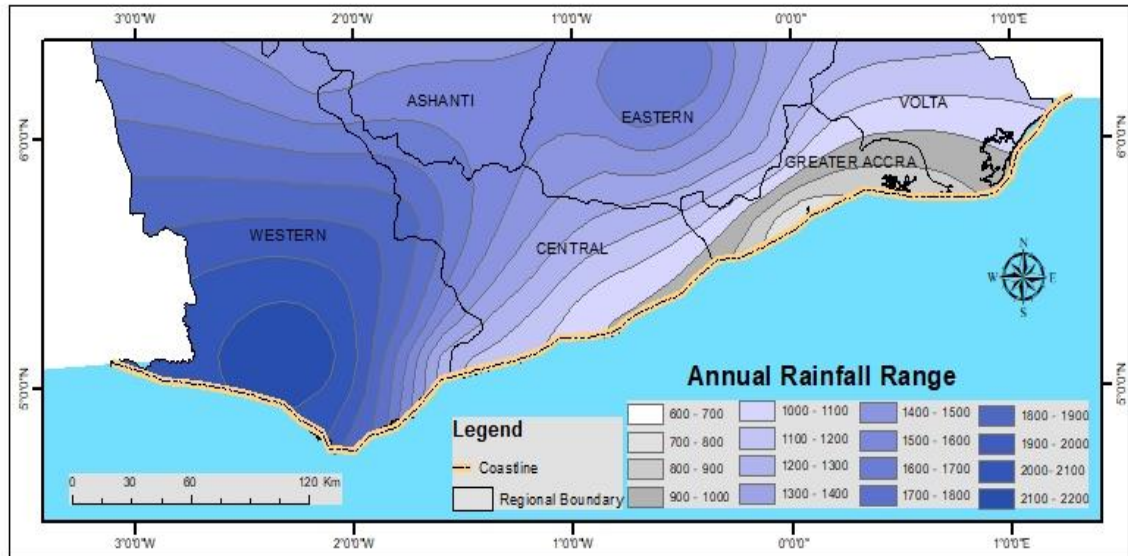 3°0'0"W 2°0'0"W 1°0'0"W 0°0'0" 1°0'0"E
6°0'0"N 6°0'0"N
5°0'0"N 5°0'0"N
ASHANTI
EASTERN
VOLTA
GREATER ACCRA
WESTERN
CENTRAL
N
W E
S
Annual Rainfall Range
600 - 700 1000 - 1100 1400 - 1500 1800 - 1900
700 - 800 1100 - 1200 1500 - 1600 1900 - 2000
800 - 900 1200 - 1300 1600 - 1700 2000 - 2100
900 - 1000 1300 - 1400 1700 - 1800 2100 - 2200
Legend
Coastline
Regional Boundary
0 30 60 120 Km
3°0'0"W 2°0'0"W 1°0'0"W 0°0'0" 1°0'0"E